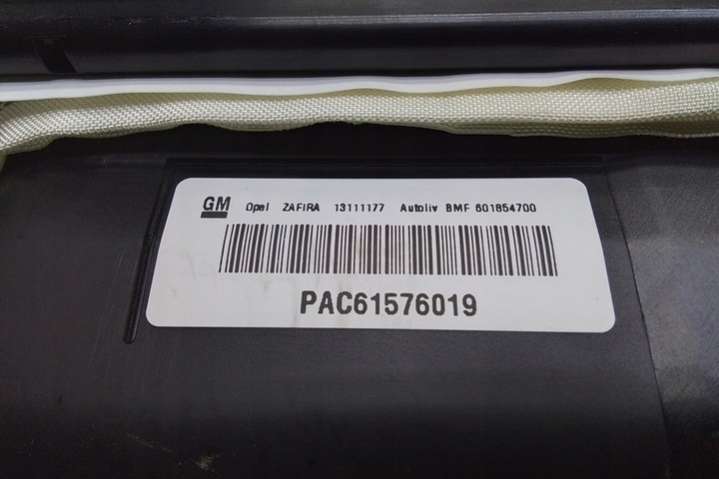 GM Opel ZAFIRA 13111177 Autoliv BMF 601854700
PAC61576019